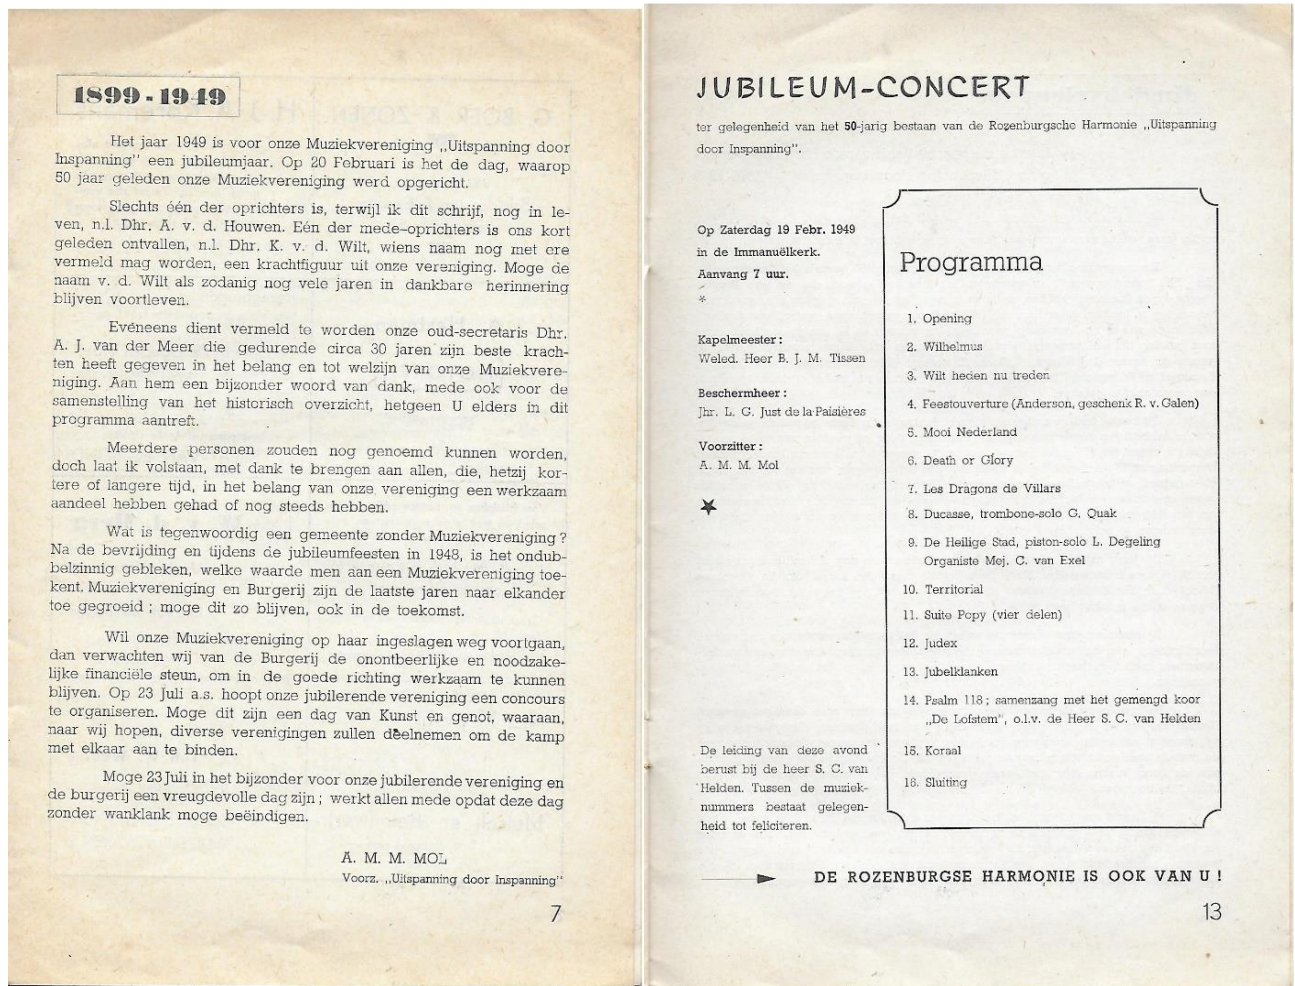 1899-1949
Het jaar 1949 is voor onze Muziekvereniging „Uitspanning door
Inspanning" een jubileumjaar. Op 20 Februari is het de dag, waarop
50 jaar geleden onze Muziekvereniging werd opgericht.
Slechts één der oprichters is, terwijl ik dit schrijf, nog in le-
ven, n.l. Dhr. A. v. d. Houwen. Eén der mede-oprichters is ons kort
geleden ontvallen, n.l. Dhr. K. v. d. Wilt, wiens naam nog met ere
vermeld mag worden, een krachtfiguur uit onze vereniging. Moge de
naam v. d. Wilt als zodanig nog vele jaren in dankbare herinnering
blijven voortleven.
Evéneens dient vermeld te worden onze oud-secretaris Dhr.
A. J. van der Meer die gedurende circa 30 jaren zijn beste krach-
ten heeft gegeven in het belang en tot welzijn van onze Muziekvere-
niging. Aan hem een bijzonder woord van dank, mede ook voor de
samenstelling van het historisch overzicht, hetgeen U elders in dit
programma aantreft.
Meerdere personen zouden nog genoemd kunnen worden,
doch laat ik volstaan, met dank te brengen aan allen, die, hetzij kor-
tere of langere tijd, in het belang van onze vereniging een werkzaam
aandeel hebben gehad of nog steeds hebben.
Wat is tegenwoordig een gemeente zonder Muziekvereniging?
Na de bevrijding en tijdens de jubileumfeesten in 1948, is het ondub-
belzinnig gebleken, welke waarde men aan een Muziekvereniging toe-
kent. Muziekvereniging en Burgerij zijn de laatste jaren naar elkander
toe gegroeid; moge dit zo blijven, ook in de toekomst.
Wil onze Muziekvereniging op haar ingeslagen weg voortgaan,
dan verwachten wij van de Burgerij de onontbeerlijke en noodzake-
lijke financiële steun, om in de goede richting werkzaam te kunnen
blijven. Op 23 Juli a.s. hoopt onze jubilerende vereniging een concours
te organiseren. Moge dit zijn een dag van Kunst en genot, waaraan,
naar wij hopen, diverse verenigingen zullen deelnemen om de kamp
met elkaar aan te binden.
Moge 23 Juli in het bijzonder voor onze jubilerende vereniging en
de burgerij een vreugdevolle dag zijn; werkt allen mede opdat deze dag
zonder wanklank moge beëindigen.
A. M. M. MOL
Voorz. „Uitspanning door Inspanning"
7
JUBILEUM-CONCERT
ter gelegenheid van het 50-jarig bestaan van de Rozenburgsche Harmonie „Uitspanning
door Inspanning".
Op Zaterdag 19 Febr. 1949
in de Immanuëlkerk.
Aanvang 7 uur.
*
Kapelmeester:
Weled. Heer B. J. M. Tissen
Beschermheer:
Jhr. L. G. Just de la Paisières
Voorzitter:
A. M. M. Mol
★
De leiding van deze avond
berust bij de heer S. C. van
Helden. Tussen de muziek-
nummers bestaat gelegen-
heid tot feliciteren.
Programma
1. Opening
2. Wilhelmus
3. Wilt heden nu treden
4. Feestouverture (Anderson, geschenk R. v. Galen)
5. Mooi Nederland
6. Death or Glory
7. Les Dragons de Villars
8. Ducasse, trombone-solo G. Quak
9. De Heilige Stad, piston-solo L. Degeling
Organiste Mej. C. van Exel
10. Territorial
11. Suite Popy (vier delen)
12. Judex
13. Jubelklanken
14. Psalm 118; samenzang met het gemengd koor
„De Lofstem", o.l.v. de Heer S. C. van Helden
15. Koraal
16. Sluiting
DE ROZENBURGSE HARMONIE IS OOK VAN U!
13